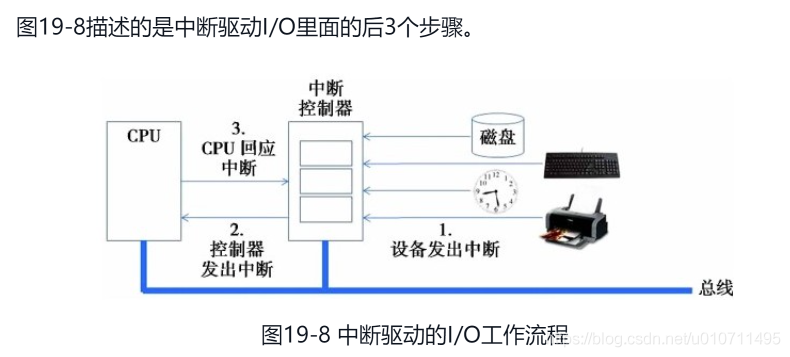 图19-8描述的是中断驱动I/O里面的后3个步骤。
中断
控制器
CPU
3.
CPU 回应
中断
磁盘
2.
控制器
发出中断
1.
设备发出中断
总线
图19-8 中断驱动的I/O工作流程
https://blog.csdn.net/u010711495